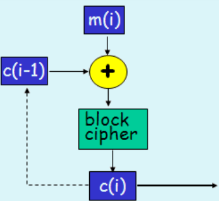 m(i)
c(i-1)
+
block
cipher
c(i)